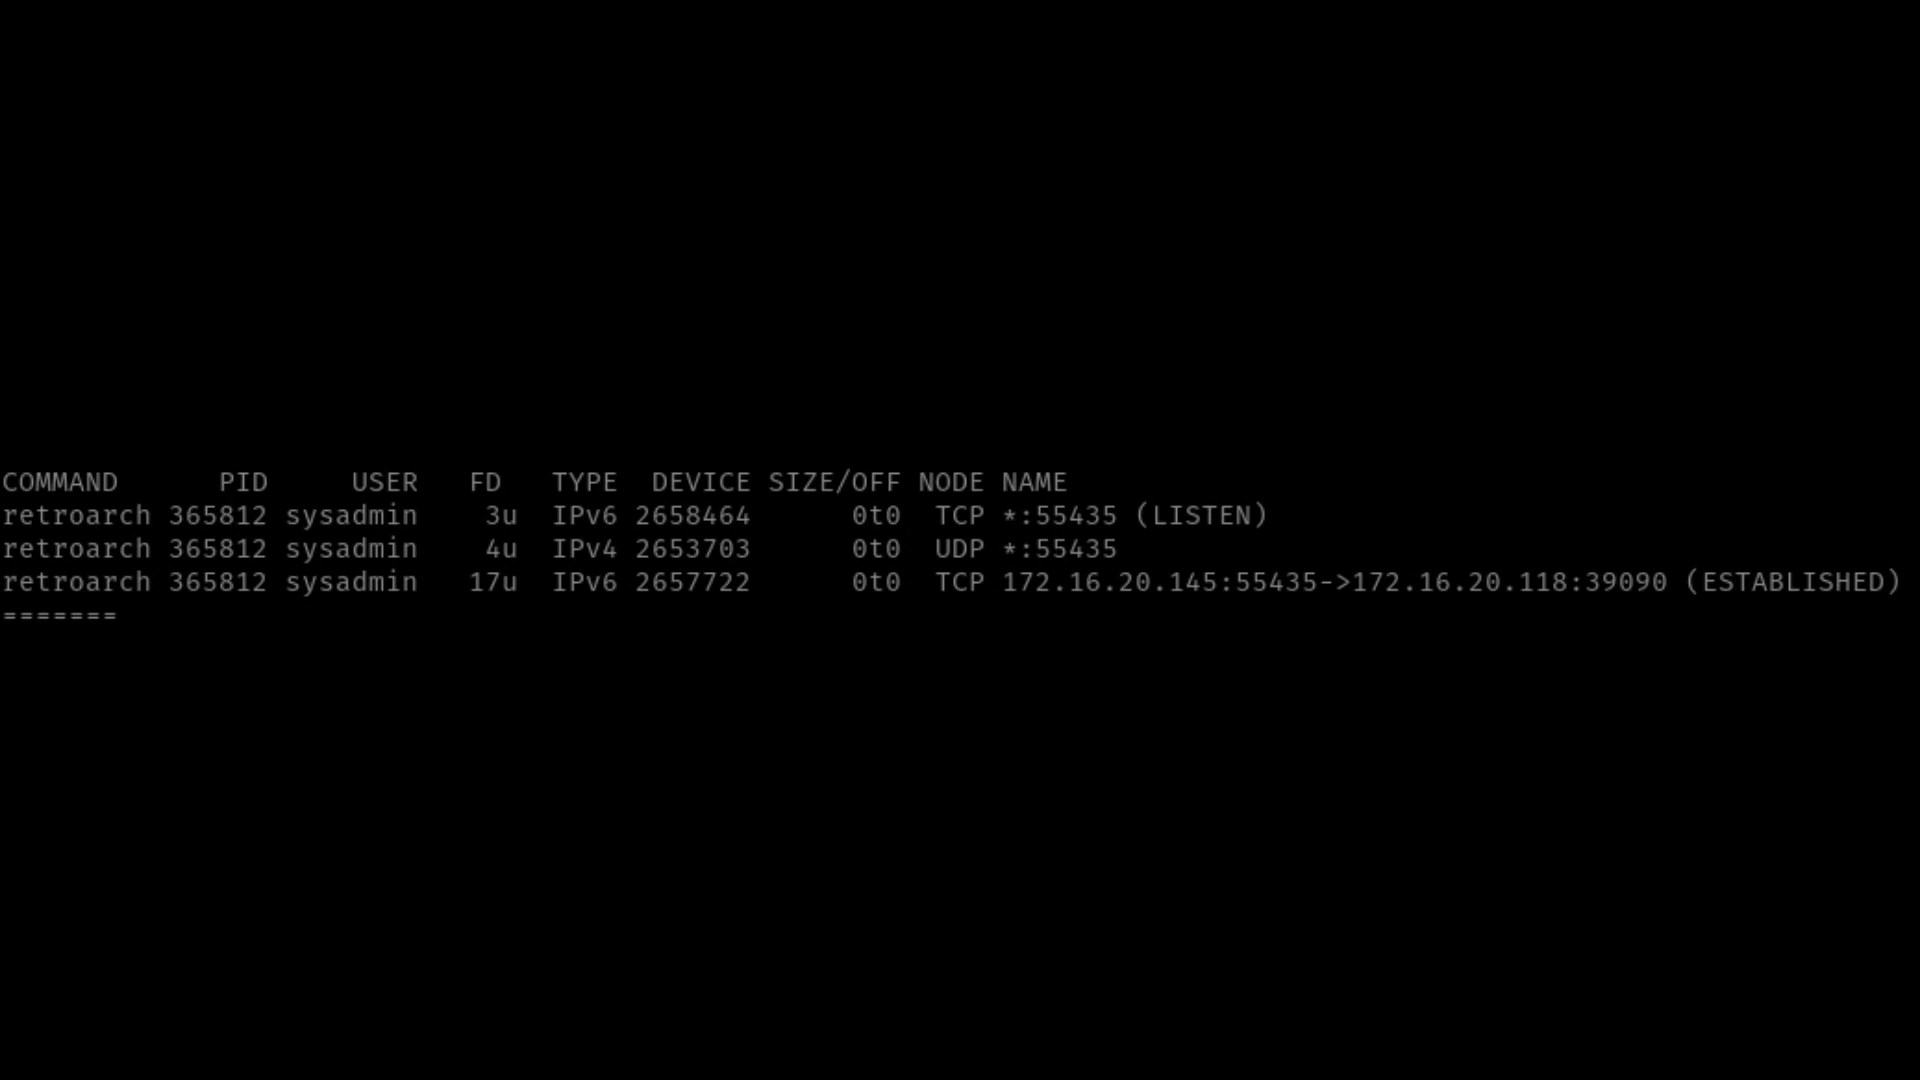 COMMAND      PID     USER   FD   TYPE  DEVICE SIZE/OFF NODE NAME
retroarch 365812 sysadmin    3u  IPv6 2658464      0t0  TCP *:55435 (LISTEN)
retroarch 365812 sysadmin    4u  IPv4 2653703      0t0  UDP *:55435
retroarch 365812 sysadmin   17u  IPv6 2657722      0t0  TCP 172.16.20.145:55435->172.16.20.118:39090 (ESTABLISHED)
=======